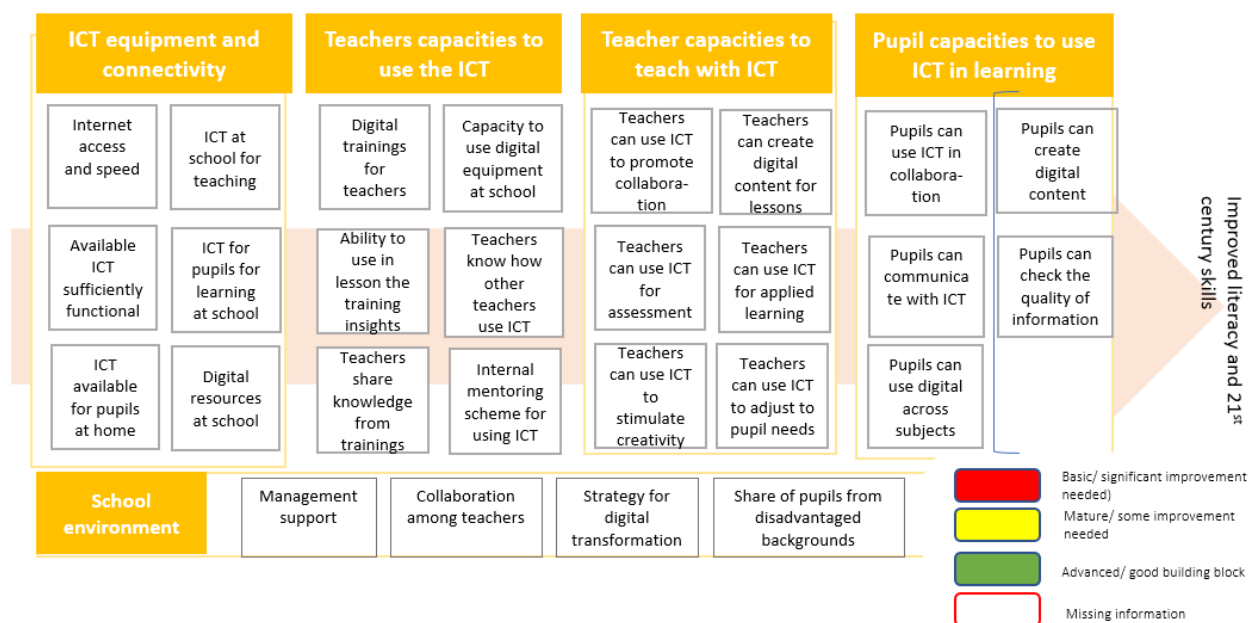 ICT equipment and
connectivity
Internet
access
and speed
ICT at
school for
teaching
Available
ICT
sufficiently
functional
ICT for
pupils for
learning
at school
ICT
available
for pupils
at home
Digital
resources
at school
Teachers capacities to
use the ICT
Digital
trainings
for
teachers
Capacity to
use digital
equipment
at school
Ability to
use in
lesson the
training
insights
Teachers
know how
other
teachers
use ICT
Teachers
share
knowledge
from
trainings
Internal
mentoring
scheme for
using ICT
Teacher capacities to
teach with ICT
Teachers
can use ICT
to promote
collabora-
tion
Teachers
can create
digital
content for
lessons
Teachers
can use ICT
for
assessment
Teachers
can use ICT
for applied
learning
Teachers
can use ICT
to
stimulate
creativity
Teachers
can use ICT
to adjust to
pupil needs
Pupil capacities to use
ICT in learning
Pupils can
use ICT in
collabora-
tion
Pupils can
create
digital
content
Pupils can
communica
te with ICT
Pupils can
check the
quality of
information
Pupils can
use digital
across
subjects
Improved literacy and 21st
century skills
School
environment
Management
support
Collaboration
among teachers
Strategy for
digital
transformation
Share of pupils from
disadvantaged
backgrounds
Basic/ significant improvement
needed)
Mature/ some improvement
needed
Advanced/ good building block
Missing information